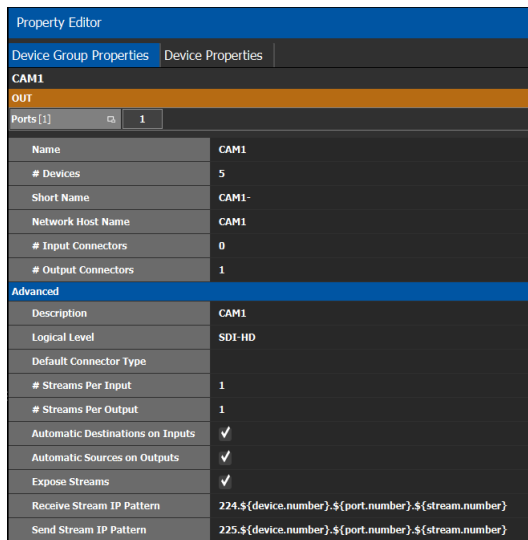 Property Editor
Device Group Properties Device Properties
CAM1
OUT
Ports [1] 1
Name CAM1
# Devices 5
Short Name CAM1-
Network Host Name CAM1
# Input Connectors 0
# Output Connectors 1
Advanced
Description CAM1
Logical Level SDI-HD
Default Connector Type
# Streams Per Input 1
# Streams Per Output 1
Automatic Destinations on Inputs
Automatic Sources on Outputs
Expose Streams
Receive Stream IP Pattern 224.${device.number}.${port.number}.${stream.number}
Send Stream IP Pattern 225.${device.number}.${port.number}.${stream.number}